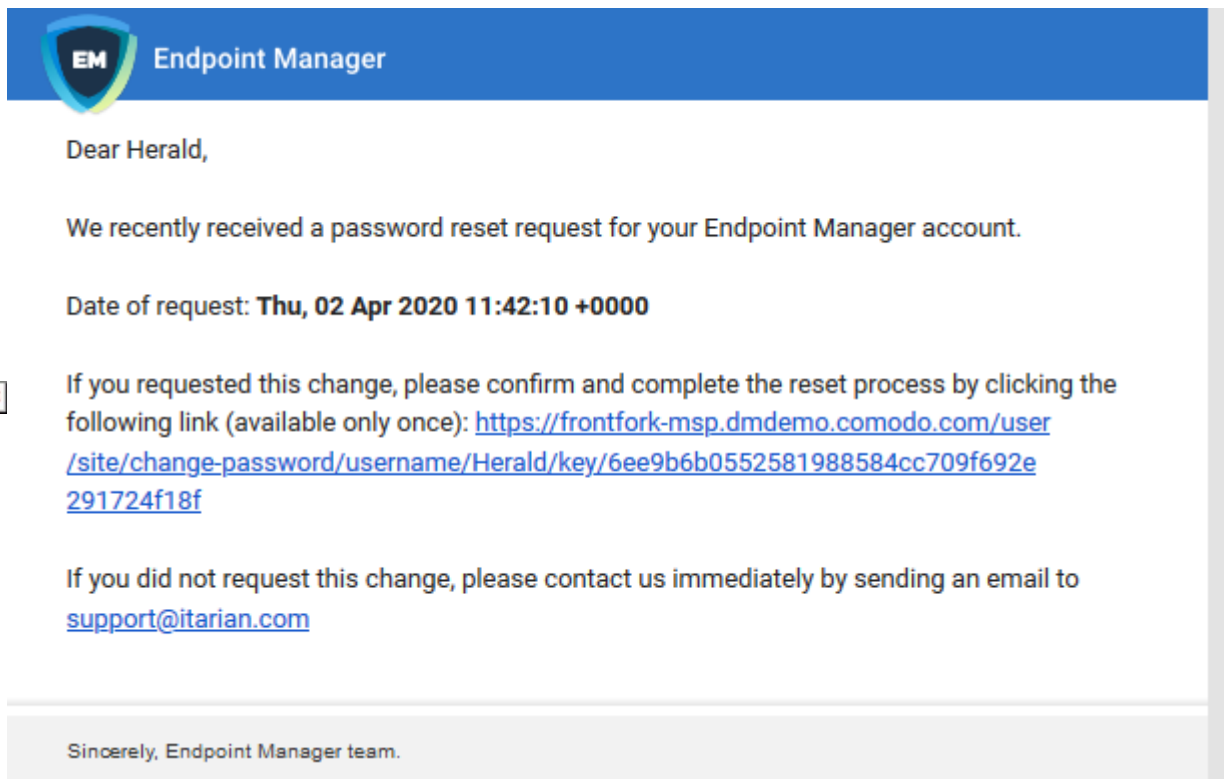 EM Endpoint Manager
Dear Herald,
We recently received a password reset request for your Endpoint Manager account.
Date of request: Thu, 02 Apr 2020 11:42:10 +0000
If you requested this change, please confirm and complete the reset process by clicking the
following link (available only once): https://frontfork-msp.dmdemo.comodo.com/user
/site/change-password/username/Herald/key/6ee9b6b0552581988584cc709f692e
291724f18f
If you did not request this change, please contact us immediately by sending an email to
support@itarian.com
Sincerely, Endpoint Manager team.